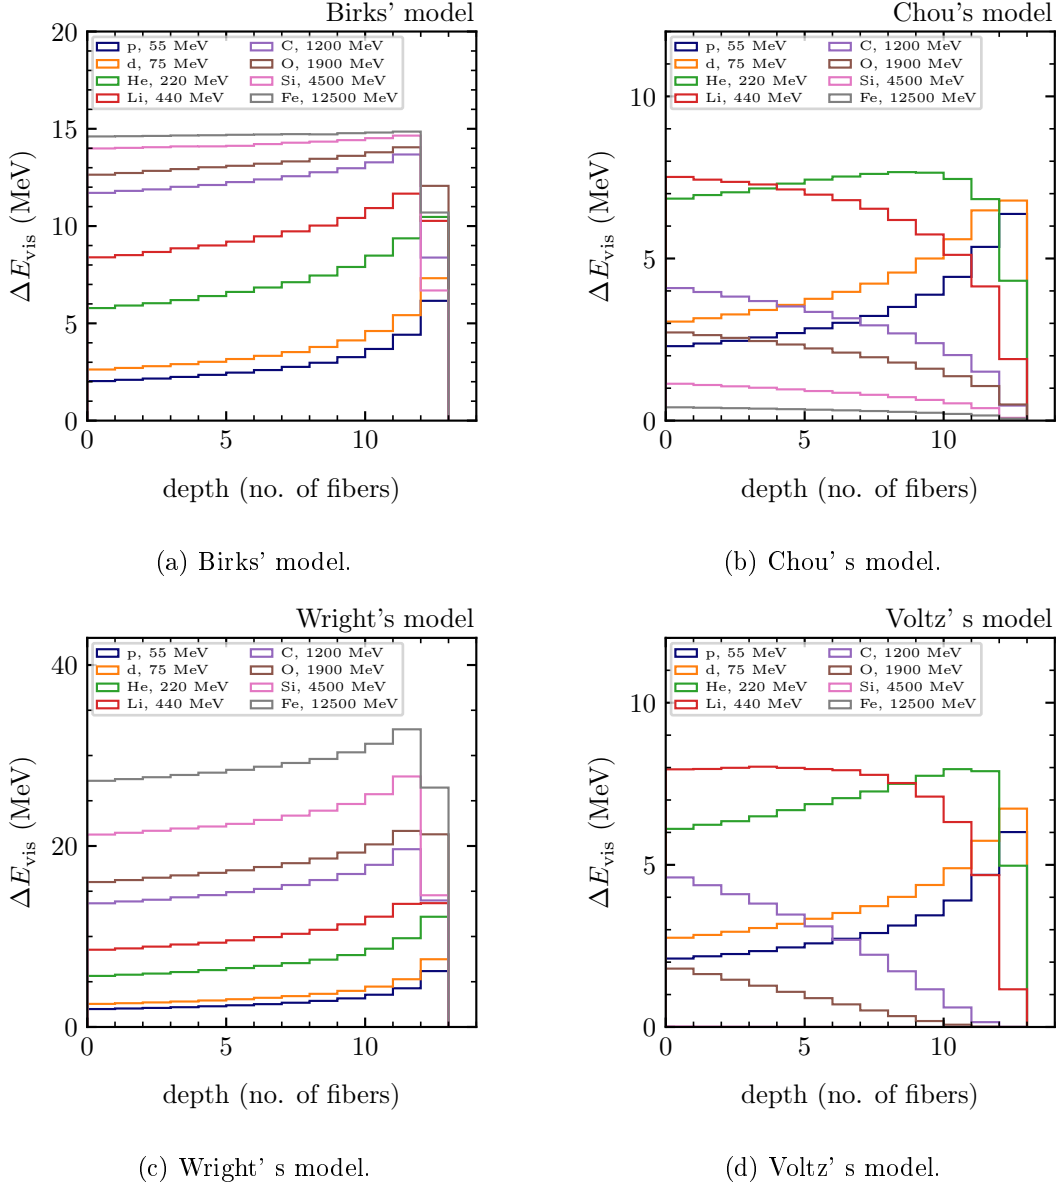 Birks' model
20
15
10
5
0
ΔE_vis (MeV)
p, 55 MeV
d, 75 MeV
He, 220 MeV
Li, 440 MeV
C, 1200 MeV
O, 1900 MeV
Si, 4500 MeV
Fe, 12500 MeV
0 5 10
depth (no. of fibers)
(a) Birks' model.
Chou's model
10
5
0
ΔE_vis (MeV)
p, 55 MeV
d, 75 MeV
He, 220 MeV
Li, 440 MeV
C, 1200 MeV
O, 1900 MeV
Si, 4500 MeV
Fe, 12500 MeV
0 5 10
depth (no. of fibers)
(b) Chou' s model.
Wright's model
40
20
0
ΔE_vis (MeV)
p, 55 MeV
d, 75 MeV
He, 220 MeV
Li, 440 MeV
C, 1200 MeV
O, 1900 MeV
Si, 4500 MeV
Fe, 12500 MeV
0 5 10
depth (no. of fibers)
(c) Wright' s model.
Voltz' s model
10
5
0
ΔE_vis (MeV)
p, 55 MeV
d, 75 MeV
He, 220 MeV
Li, 440 MeV
C, 1200 MeV
O, 1900 MeV
Si, 4500 MeV
Fe, 12500 MeV
0 5 10
depth (no. of fibers)
(d) Voltz' s model.